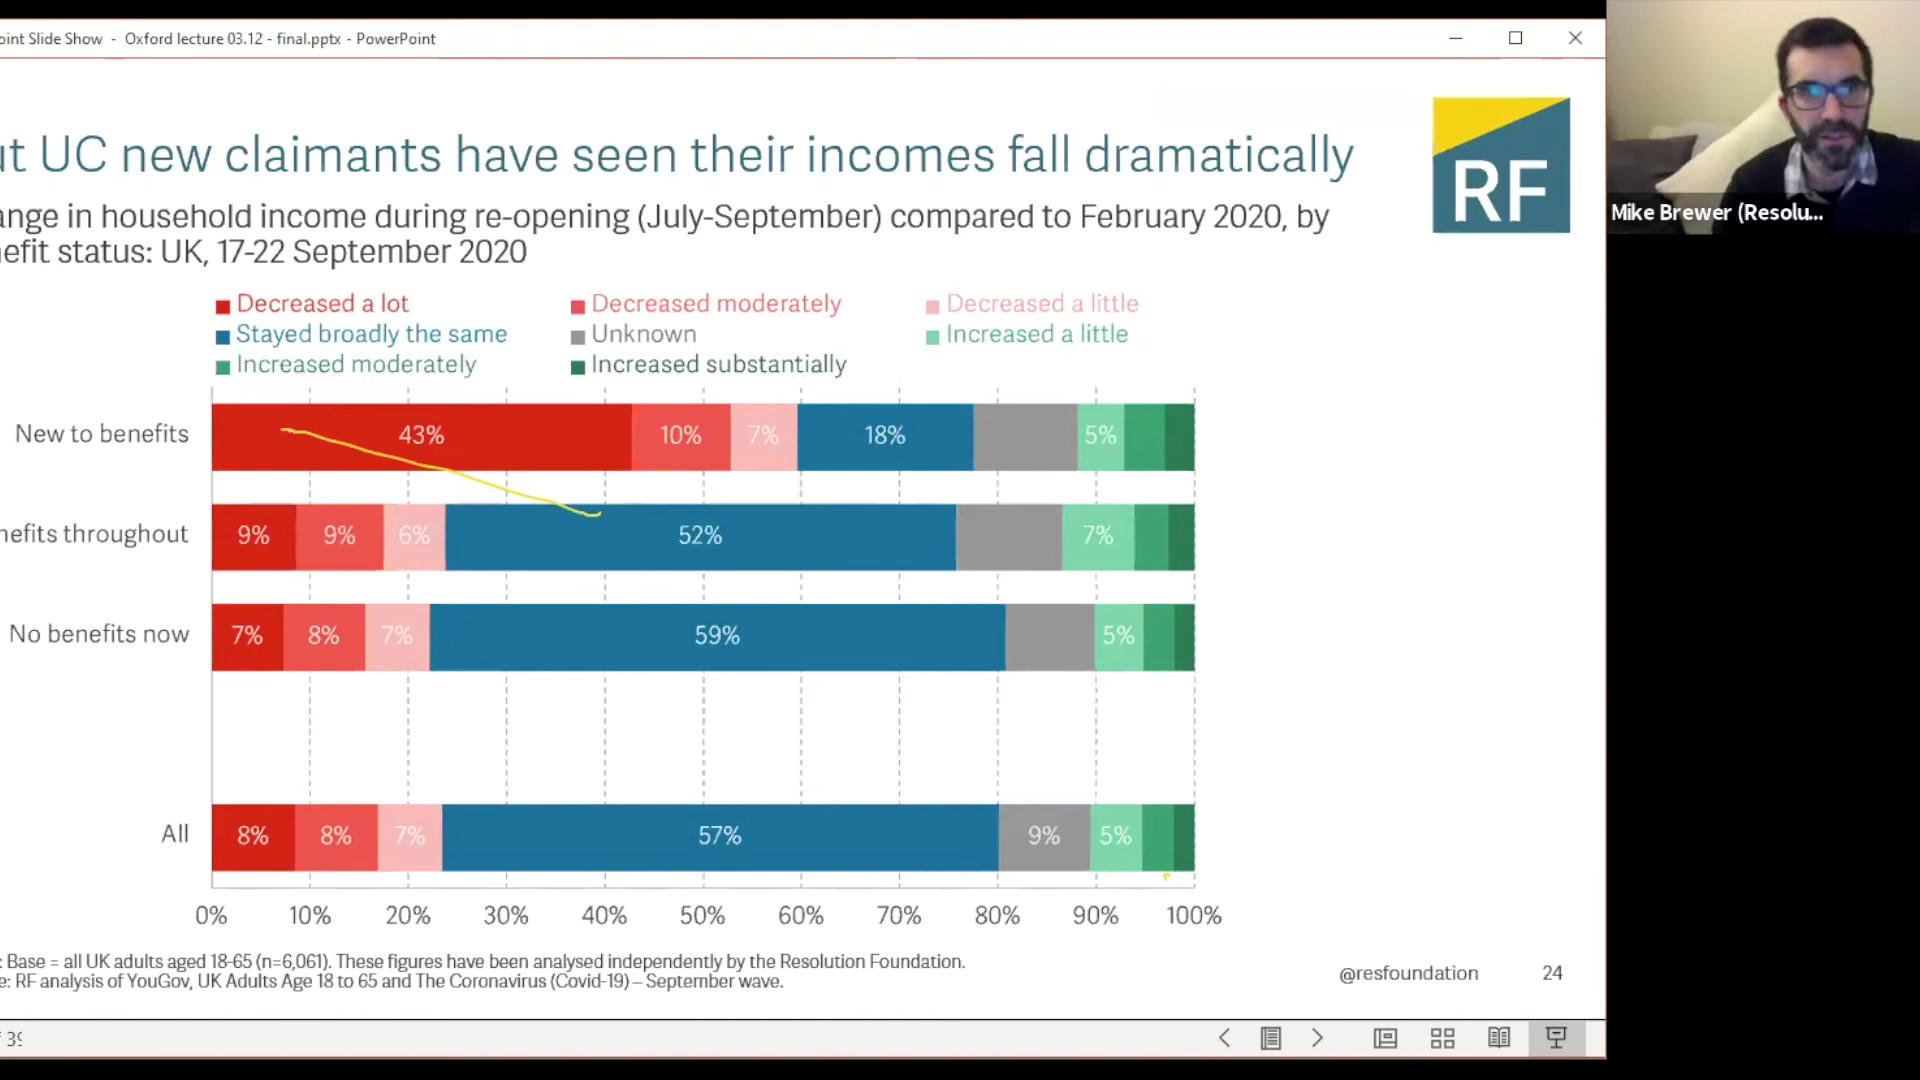 oint Slide Show - Oxford lecture 03.12 - final.pptx - PowerPoint
RF
ut UC new claimants have seen their incomes fall dramatically
Mike Brewer (Resolu...
ange in household income during re-opening (July-September) compared to February 2020, by
nefit status: UK, 17-22 September 2020
Decreased a lot Decreased moderately Decreased a little
Stayed broadly the same Unknown Increased a little
Increased moderately Increased substantially
New to benefits 43% 10% 7% 18% 5%
nefits throughout 9% 9% 6% 52% 7%
No benefits now 7% 8% 7% 59% 5%
All 8% 8% 7% 57% 9% 5%
0% 10% 20% 30% 40% 50% 60% 70% 80% 90% 100%
: Base = all UK adults aged 18-65 (n=6,061). These figures have been analysed independently by the Resolution Foundation.
e: RF analysis of YouGov, UK Adults Age 18 to 65 and The Coronavirus (Covid-19) – September wave.
@resfoundation 24
f 39